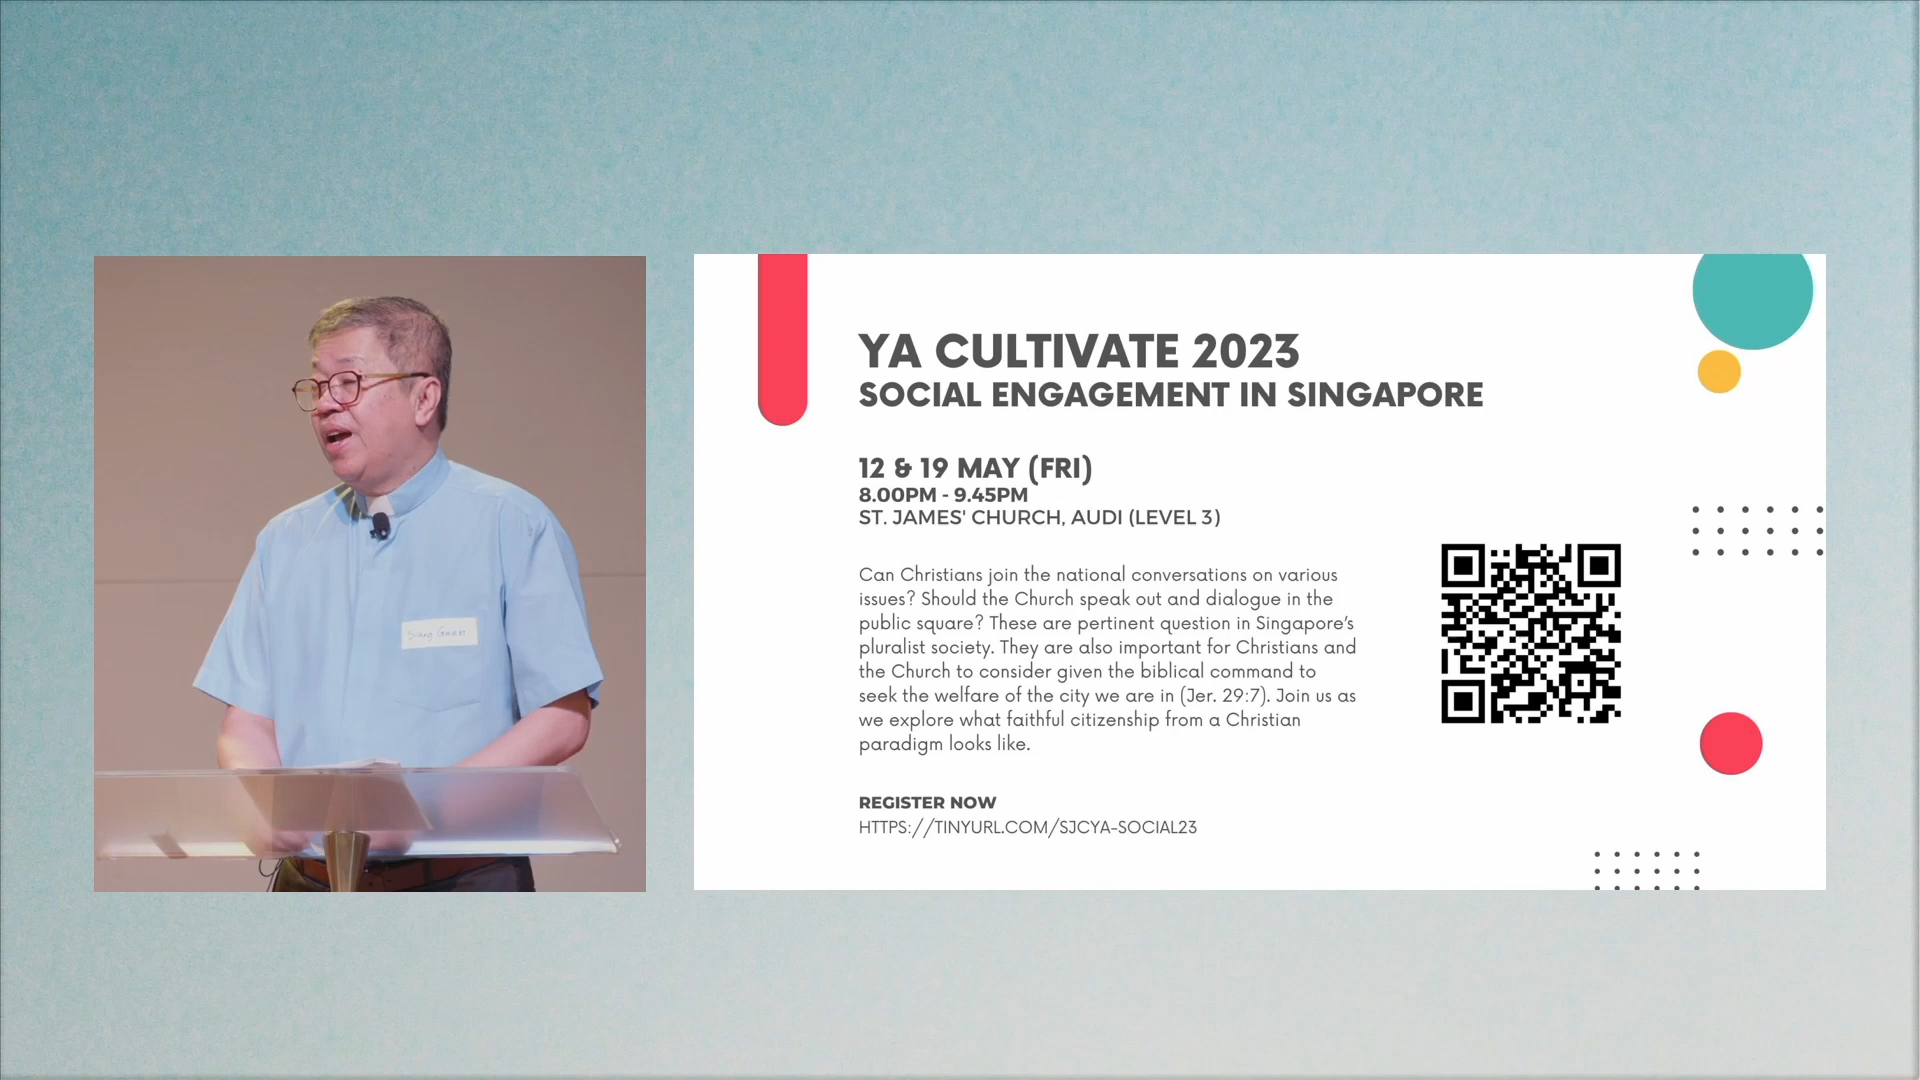 Siang Guan
YA CULTIVATE 2023
SOCIAL ENGAGEMENT IN SINGAPORE
12 & 19 MAY (FRI)
8.00PM - 9.45PM
ST. JAMES' CHURCH, AUDI (LEVEL 3)
Can Christians join the national conversations on various
issues? Should the Church speak out and dialogue in the
public square? These are pertinent question in Singapore's
pluralist society. They are also important for Christians and
the Church to consider given the biblical command to
seek the welfare of the city we are in (Jer. 29:7). Join us as
we explore what faithful citizenship from a Christian
paradigm looks like.
REGISTER NOW
HTTPS://TINYURL.COM/SJCYA-SOCIAL23